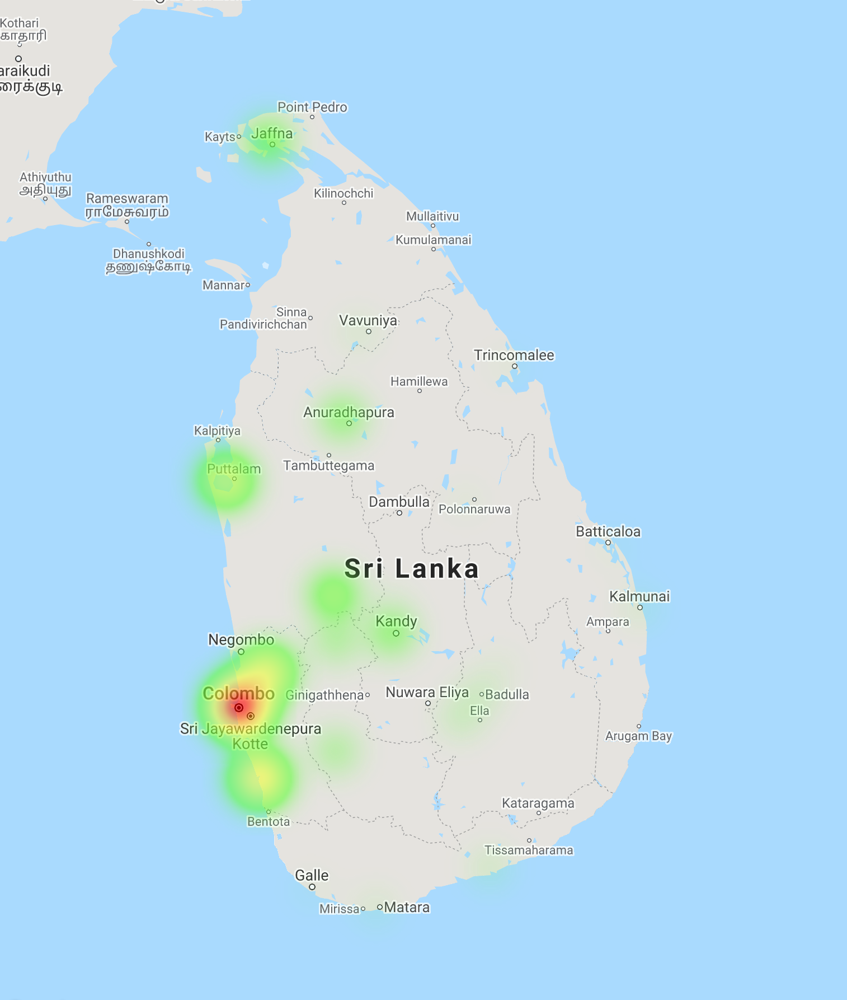 Kothari
காதாரி
araikudi
ரைக்குடி
Point Pedro
Kayts
Jaffna
Athiyuthu
அதியுது
Rameswaram
ராமேசுவரம்
Kilinochchi
Mullaitivu
Kumulamanai
Dhanushkodi
தணுஷ்கோடி
Mannar
Sinna
Pandivirichchan
Vavuniya
Trincomalee
Hamillewa
Anuradhapura
Kalpitiya
Puttalam
Tambuttegama
Dambulla
Polonnaruwa
Batticaloa
Sri Lanka
Kalmunai
Kandy
Ampara
Negombo
Colombo
Ginigathhena
Nuwara Eliya
Badulla
Ella
Sri Jayawardenepura
Kotte
Arugam Bay
Kataragama
Bentota
Tissamaharama
Galle
Mirissa
Matara